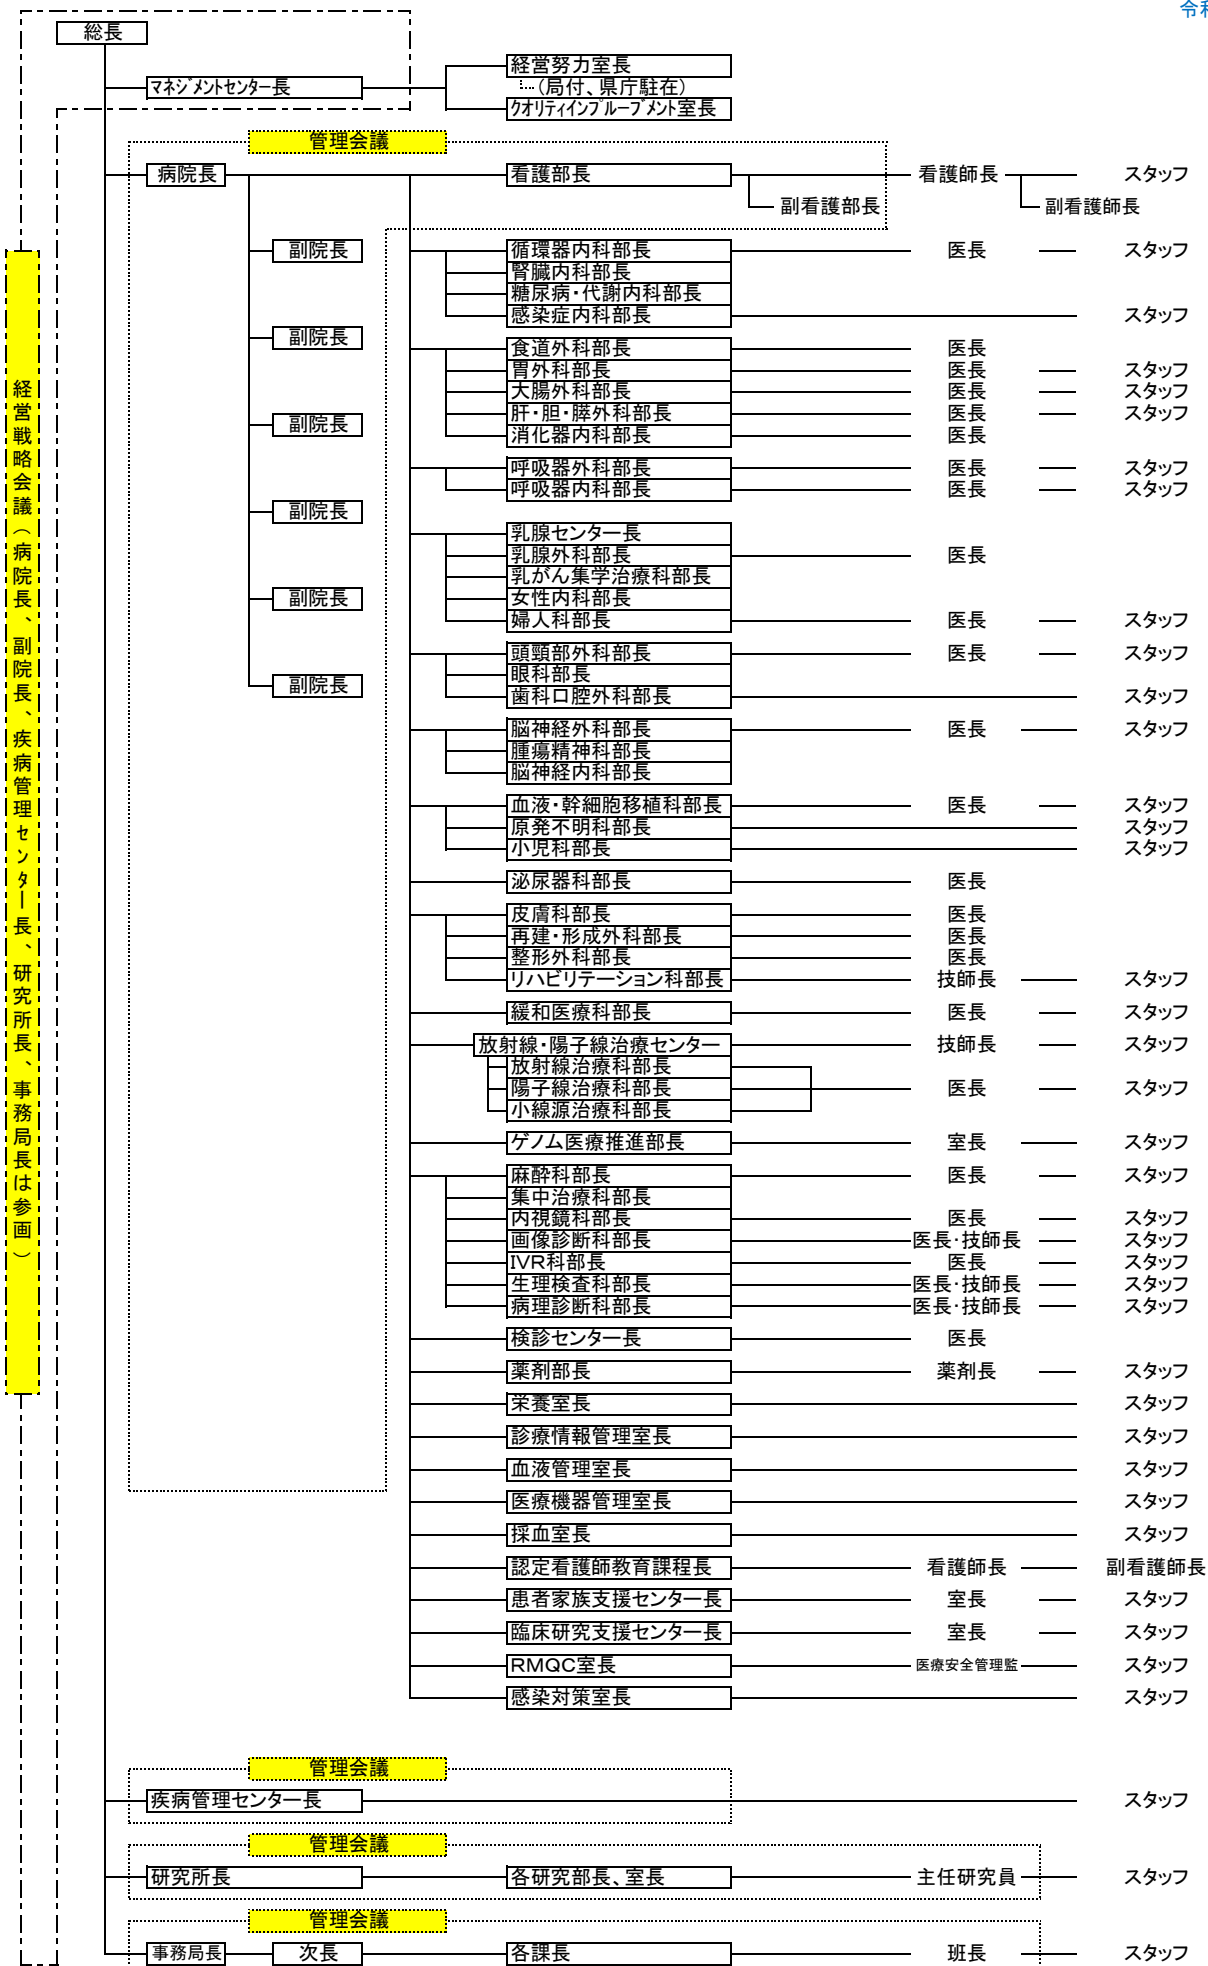 令和
総長
経営努力室長
マネジメントセンター長
(局付、県庁駐在)
クオリティインプルーブメント室長
管理会議
病院長 看護部長 看護師長 スタッフ
副看護部長 副看護師長
副院長 循環器内科部長 医長 スタッフ
腎臓内科部長
糖尿病・代謝内科部長
感染症内科部長 スタッフ
副院長 食道外科部長 医長
胃外科部長 医長 スタッフ
大腸外科部長 医長 スタッフ
副院長 肝・胆・膵外科部長 医長 スタッフ
消化器内科部長 医長
呼吸器外科部長 医長 スタッフ
呼吸器内科部長 医長 スタッフ
副院長
乳腺センター長
乳腺外科部長 医長
乳がん集学治療科部長
副院長 女性内科部長
婦人科部長 医長 スタッフ
頭頸部外科部長 医長 スタッフ
眼科部長
副院長 歯科口腔外科部長 スタッフ
脳神経外科部長 医長 スタッフ
腫瘍精神科部長
脳神経内科部長
血液・幹細胞移植科部長 医長 スタッフ
原発不明科部長 スタッフ
小児科部長 スタッフ
泌尿器科部長 医長
皮膚科部長 医長
再建・形成外科部長 医長
整形外科部長 医長
リハビリテーション科部長 技師長 スタッフ
緩和医療科部長 医長 スタッフ
放射線・陽子線治療センター 技師長 スタッフ
放射線治療科部長
陽子線治療科部長 医長 スタッフ
小線源治療科部長
ゲノム医療推進部長 室長 スタッフ
麻酔科部長 医長 スタッフ
集中治療科部長
内視鏡科部長 医長 スタッフ
画像診断科部長 医長・技師長 スタッフ
IVR科部長 医長 スタッフ
生理検査科部長 医長・技師長 スタッフ
病理診断科部長 医長・技師長 スタッフ
検診センター長 医長
薬剤部長 薬剤長 スタッフ
栄養室長 スタッフ
診療情報管理室長 スタッフ
血液管理室長 スタッフ
医療機器管理室長 スタッフ
採血室長 スタッフ
認定看護師教育課程長 看護師長 副看護師長
患者家族支援センター長 室長 スタッフ
臨床研究支援センター長 室長 スタッフ
RMQC室長 医療安全管理監 スタッフ
感染対策室長 スタッフ
経営戦略会議(病院長、副院長、疾病管理センター長、研究所長、事務局長は参画)
管理会議
疾病管理センター長 スタッフ
管理会議
研究所長 各研究部長、室長 主任研究員 スタッフ
管理会議
事務局長 次長 各課長 班長 スタッフ